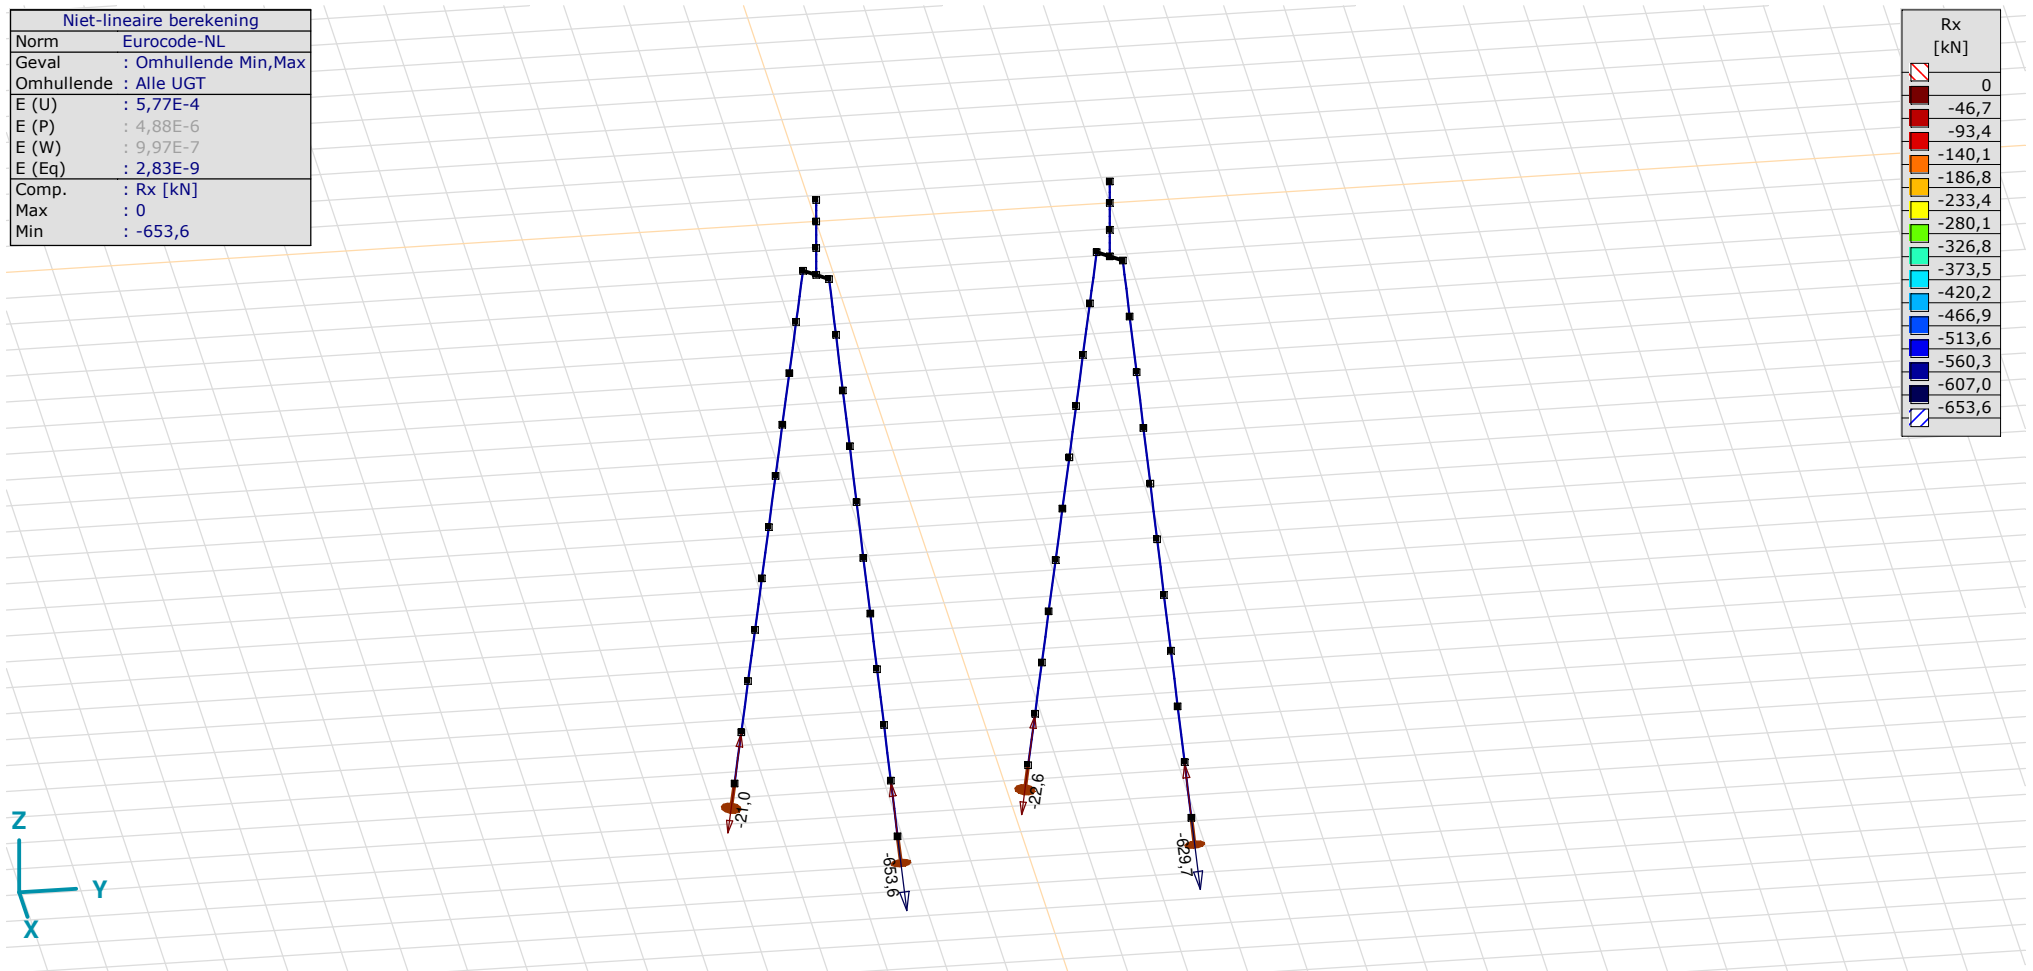 Niet-lineaire berekening
Norm Eurocode-NL
Geval : Omhullende Min,Max
Omhullende : Alle UGT
E (U) : 5,77E-4
E (P) : 4,88E-6
E (W) : 9,97E-7
E (Eq) : 2,83E-9
Comp. : Rx [kN]
Max : 0
Min : -653,6
Rx
[kN]
0
-46,7
-93,4
-140,1
-186,8
-233,4
-280,1
-326,8
-373,5
-420,2
-466,9
-513,6
-560,3
-607,0
-653,6
-21,0
-653,6
-22,6
-629,7
Z
Y
X